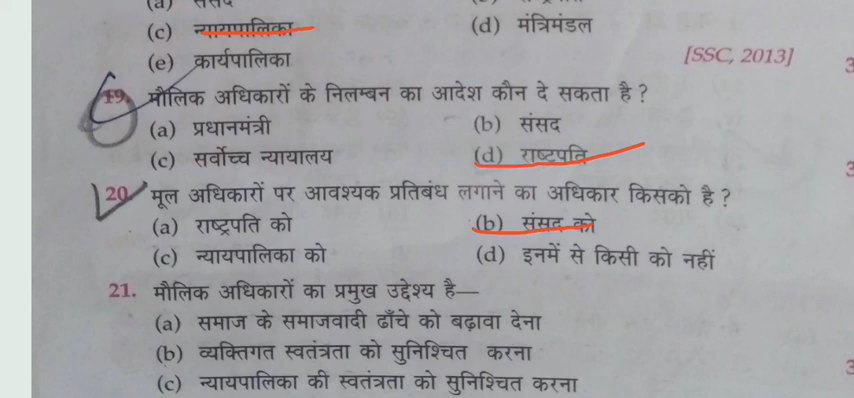 (a) संसद
(c) न्यायपालिका (d) मंत्रिमंडल
(e) कार्यपालिका [SSC, 2013]
19. मौलिक अधिकारों के निलम्बन का आदेश कौन दे सकता है ?
(a) प्रधानमंत्री (b) संसद
(c) सर्वोच्च न्यायालय (d) राष्ट्रपति
20. मूल अधिकारों पर आवश्यक प्रतिबंध लगाने का अधिकार किसको है ?
(a) राष्ट्रपति को (b) संसद को
(c) न्यायपालिका को (d) इनमें से किसी को नहीं
21. मौलिक अधिकारों का प्रमुख उद्देश्य है—
(a) समाज के समाजवादी ढाँचे को बढ़ावा देना
(b) व्यक्तिगत स्वतंत्रता को सुनिश्चित करना
(c) न्यायपालिका की स्वतंत्रता को सुनिश्चित करना